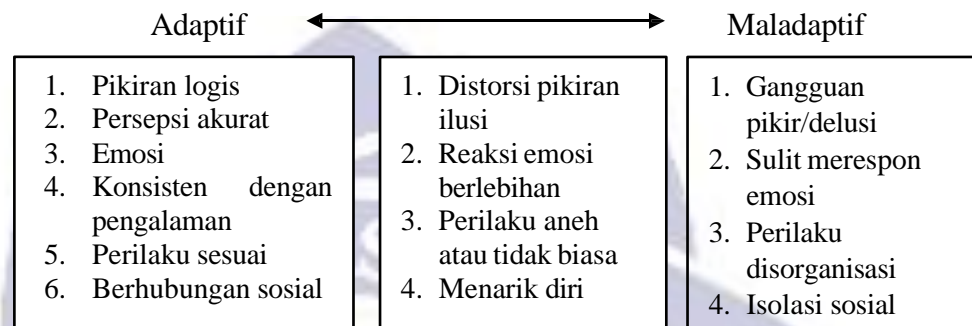 Adaptif
Maladaptif
1. Pikiran logis
2. Persepsi akurat
3. Emosi
4. Konsisten dengan
pengalaman
5. Perilaku sesuai
6. Berhubungan sosial
1. Distorsi pikiran
ilusi
2. Reaksi emosi
berlebihan
3. Perilaku aneh
atau tidak biasa
4. Menarik diri
1. Gangguan
pikir/delusi
2. Sulit merespon
emosi
3. Perilaku
disorganisasi
4. Isolasi sosial